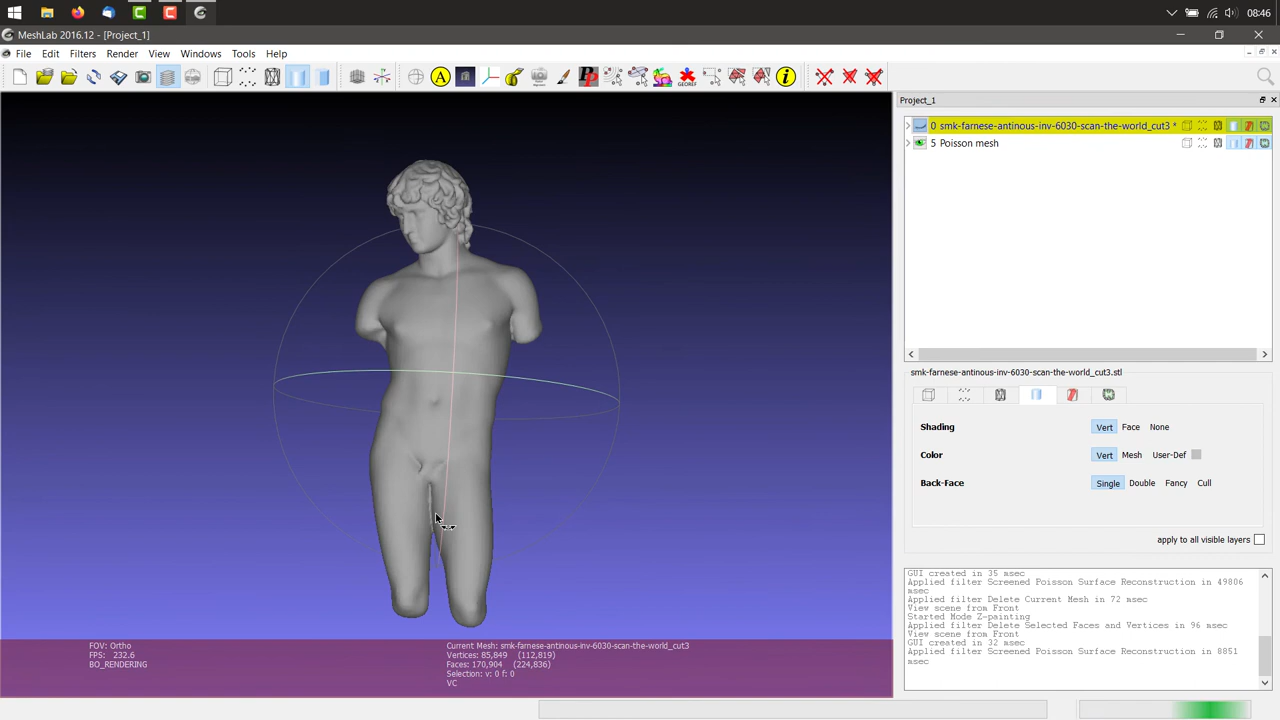 08:46
MeshLab 2016.12 - [Project_1]
File Edit Filters Render View Windows Tools Help
A
GEOREF
Project_1
0 smk-farnese-antinous-inv-6030-scan-the-world_cut3 *
5 Poisson mesh
smk-farnese-antinous-inv-6030-scan-the-world_cut3.stl
Shading Vert Face None
Color Vert Mesh User-Def
Back-Face Single Double Fancy Cull
apply to all visible layers
GUI created in 35 msec
Applied filter Screened Poisson Surface Reconstruction in 49806
msec
Applied filter Delete Current Mesh in 72 msec
View scene from Front
Started Mode Z-painting
Applied filter Delete Selected Faces and Vertices in 96 msec
View scene from Front
GUI created in 32 msec
Applied filter Screened Poisson Surface Reconstruction in 8851
msec
FOV: Ortho
FPS: 232.6
BO_RENDERING
Current Mesh: smk-farnese-antinous-inv-6030-scan-the-world_cut3
Vertices: 85,849 (112,819)
Faces: 170,904 (224,836)
Selection: v: 0 f: 0
VC